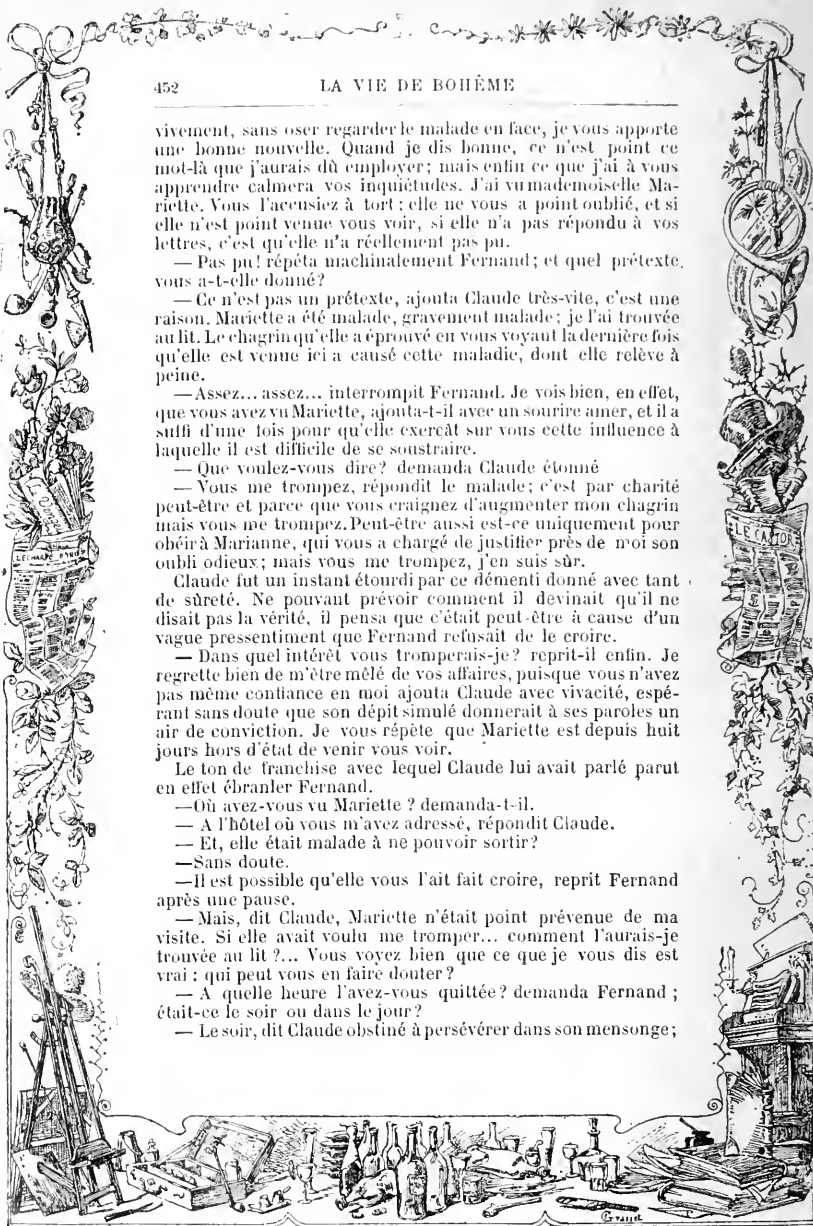 452
LA VIE DE BOHÊME
vivement, sans oser regarder le malade en face, je vous apporte
une bonne nouvelle. Quand je dis bonne, ce n'est point ce
mot-là que j'aurais dû employer; mais enfin ce que j'ai à vous
apprendre calmera vos inquiétudes. J'ai vu mademoiselle Ma-
riette. Vous l'accusiez à tort : elle ne vous a point oublié, et si
elle n'est point venue vous voir, si elle n'a pas répondu à vos
lettres, c'est qu'elle n'a réellement pas pu.
— Pas pu! répéta machinalement Fernand; et quel prétexte,
vous a-t-elle donné?
— Ce n'est pas un prétexte, ajouta Claude très-vite, c'est une
raison. Mariette a été malade, gravement malade; je l'ai trouvée
au lit. Le chagrin qu'elle a éprouvé en vous voyant la dernière fois
qu'elle est venue ici a causé cette maladie, dont elle relève à
peine.
— Assez... assez... interrompit Fernand. Je vois bien, en effet,
que vous avez vu Mariette, ajouta-t-il avec un sourire amer, et il a
suffi d'une fois pour qu'elle exerçât sur vous cette influence à
laquelle il est difficile de se soustraire.
— Que voulez-vous dire? demanda Claude étonné
— Vous me trompez, répondit le malade; c'est par charité
peut-être et parce que vous craignez d'augmenter mon chagrin
mais vous me trompez. Peut-être aussi est-ce uniquement pour
obéir à Marianne, qui vous a chargé de justifier près de moi son
oubli odieux; mais vous me trompez, j'en suis sûr.
Claude fut un instant étourdi par ce démenti donné avec tant
de sûreté. Ne pouvant prévoir comment il devinait qu'il ne
disait pas la vérité, il pensa que c'était peut-être à cause d'un
vague pressentiment que Fernand refusait de le croire.
— Dans quel intérêt vous tromperais-je? reprit-il enfin. Je
regrette bien de m'être mêlé de vos affaires, puisque vous n'avez
pas même confiance en moi ajouta Claude avec vivacité, espé-
rant sans doute que son dépit simulé donnerait à ses paroles un
air de conviction. Je vous répète que Mariette est depuis huit
jours hors d'état de venir vous voir.
Le ton de franchise avec lequel Claude lui avait parlé parut
en effet ébranler Fernand.
— Où avez-vous vu Mariette ? demanda-t-il.
— A l'hôtel où vous m'avez adressé, répondit Claude.
— Et, elle était malade à ne pouvoir sortir?
— Sans doute.
— Il est possible qu'elle vous l'ait fait croire, reprit Fernand
après une pause.
— Mais, dit Claude, Mariette n'était point prévenue de ma
visite. Si elle avait voulu me tromper... comment l'aurais-je
trouvée au lit ?... Vous voyez bien que ce que je vous dis est
vrai : qui peut vous en faire douter ?
— A quelle heure l'avez-vous quittée? demanda Fernand ;
était-ce le soir ou dans le jour?
— Le soir, dit Claude obstiné à persévérer dans son mensonge;
LE CASTOR
Grasset